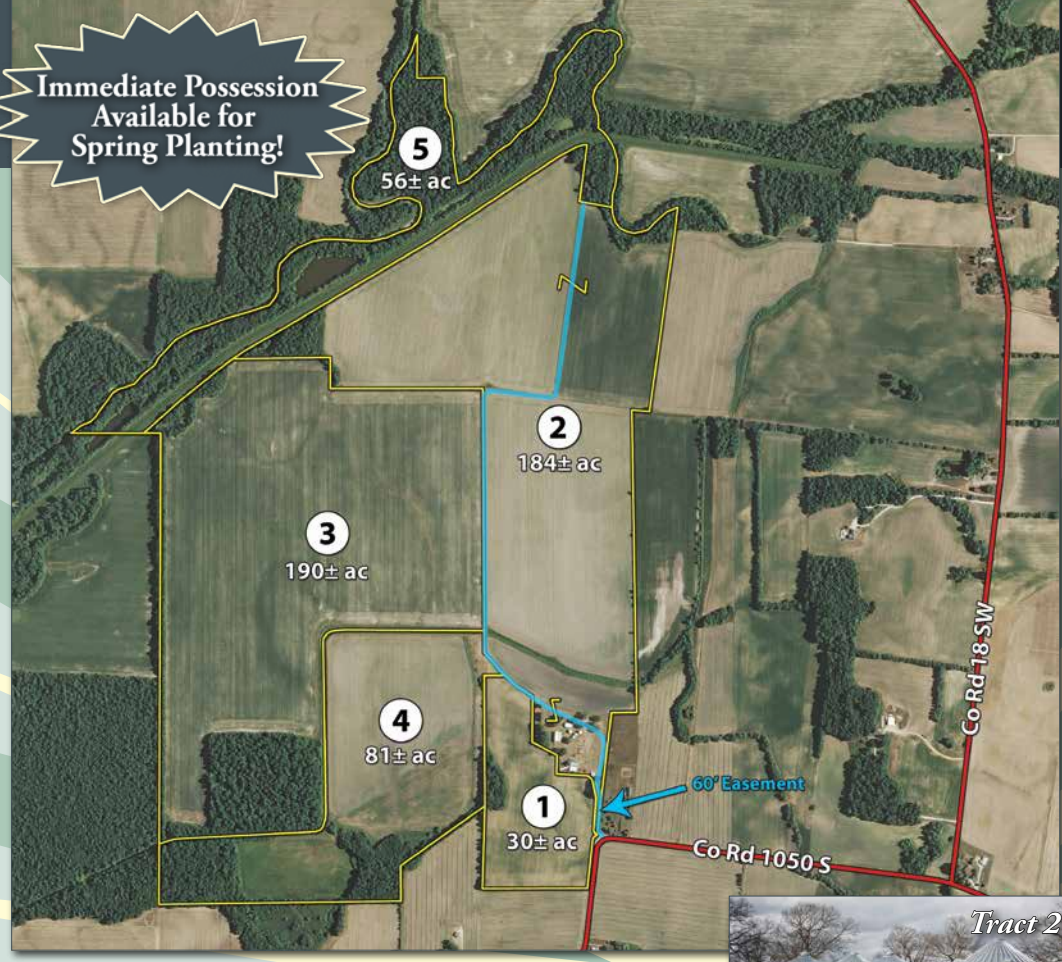 Immediate Possession
Available for
Spring Planting!
5
56± ac
2
184± ac
3
190± ac
4
81± ac
1
30± ac
60' Easement
Co Rd 1050 S
Co Rd 18 SW
Tract 2